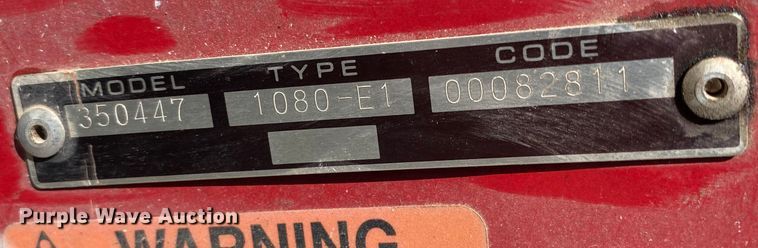 MODEL TYPE CODE
350447 1080-E1 00082811
Purple Wave Auction
WARNING